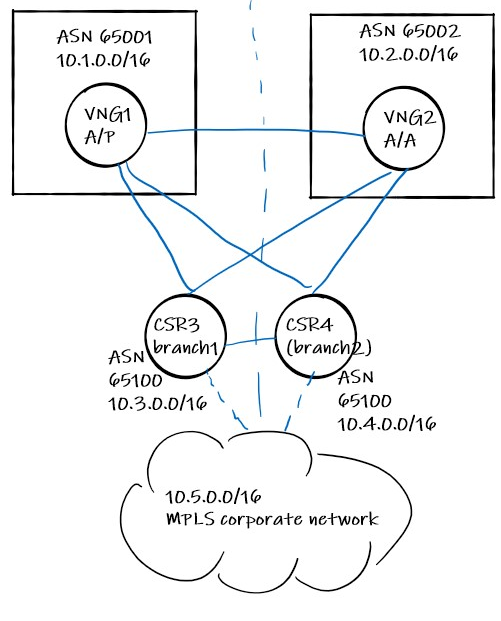 ASN 65001
10.1.0.0/16
VNG1
A/P
ASN 65002
10.2.0.0/16
VNG2
A/A
CSR3
branch1
ASN
65100
10.3.0.0/16
CSR4
(branch2)
ASN
65100
10.4.0.0/16
10.5.0.0/16
MPLS corporate network